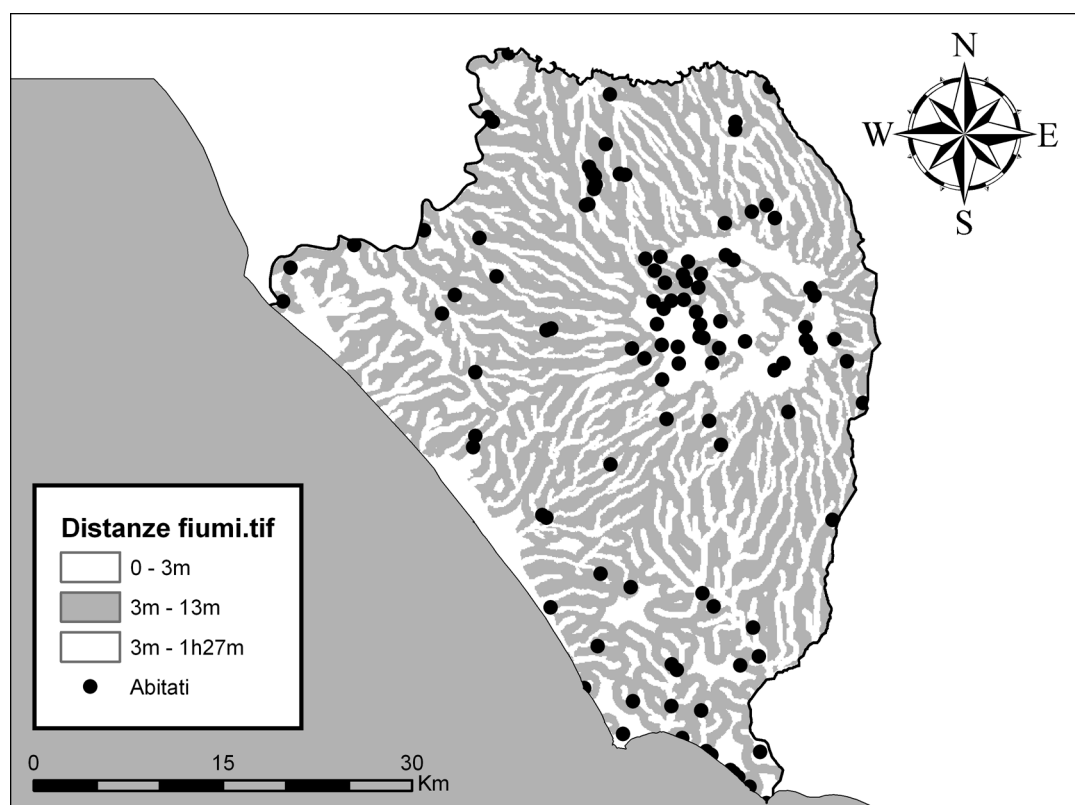 N
W
E
S
Distanze fiumi.tif
0 - 3m
3m - 13m
3m - 1h27m
Abitati
0
15
30
Km